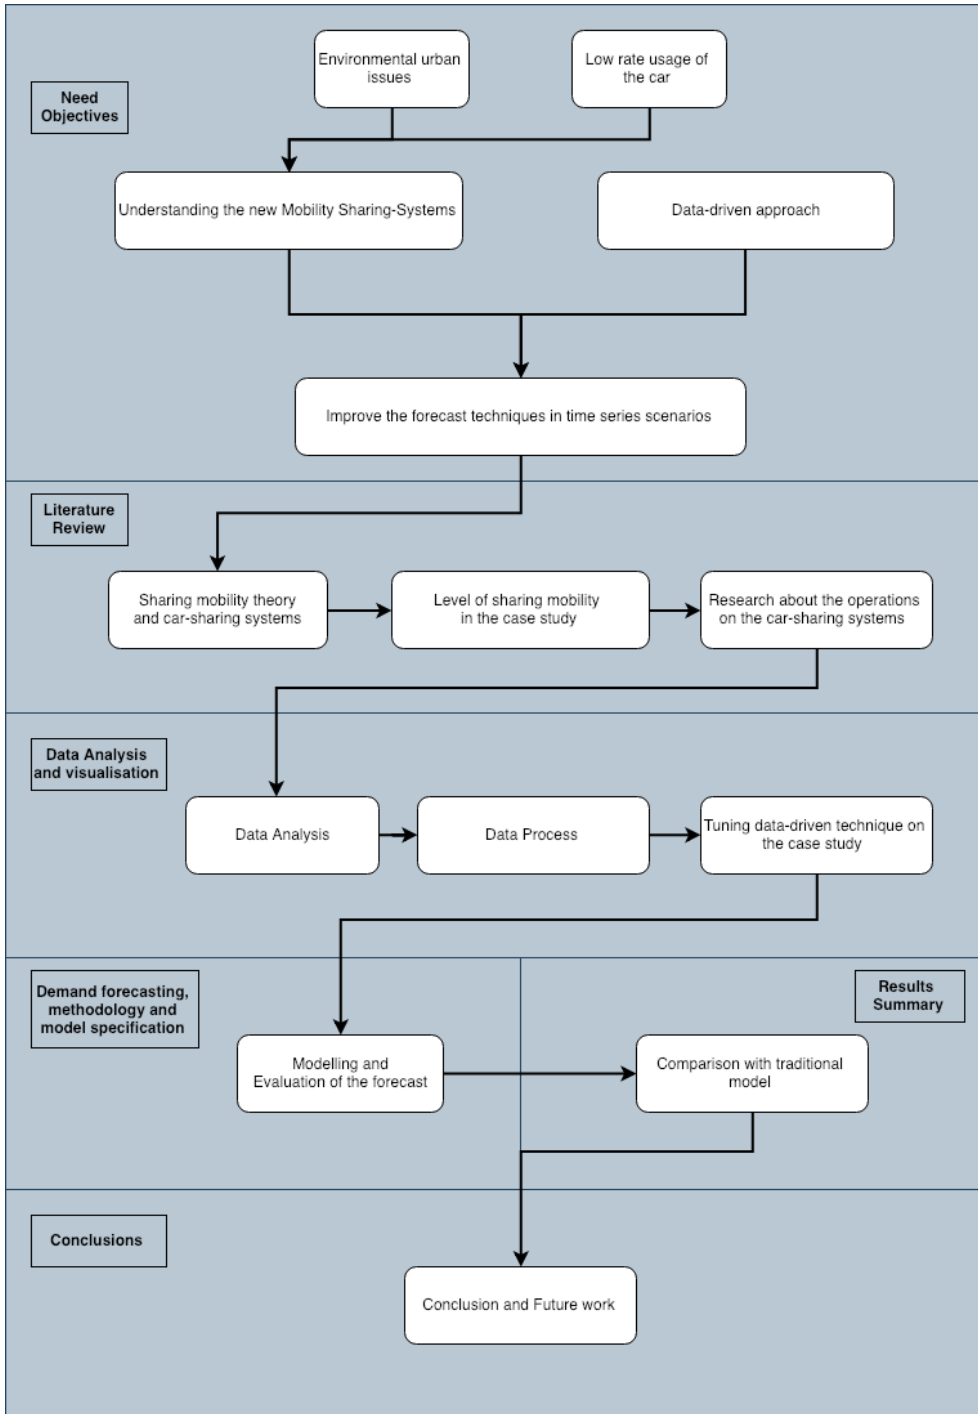 Environmental urban
issues
Low rate usage of
the car
Need
Objectives
Understanding the new Mobility Sharing-Systems
Data-driven approach
Improve the forecast techniques in time series scenarios
Literature
Review
Sharing mobility theory
and car-sharing systems
Level of sharing mobility
in the case study
Research about the operations
on the car-sharing systems
Data Analysis
and visualisation
Data Analysis
Data Process
Tuning data-driven technique on
the case study
Demand forecasting,
methodology and
model specification
Results
Summary
Modelling and
Evaluation of the forecast
Comparison with traditional
model
Conclusions
Conclusion and Future work